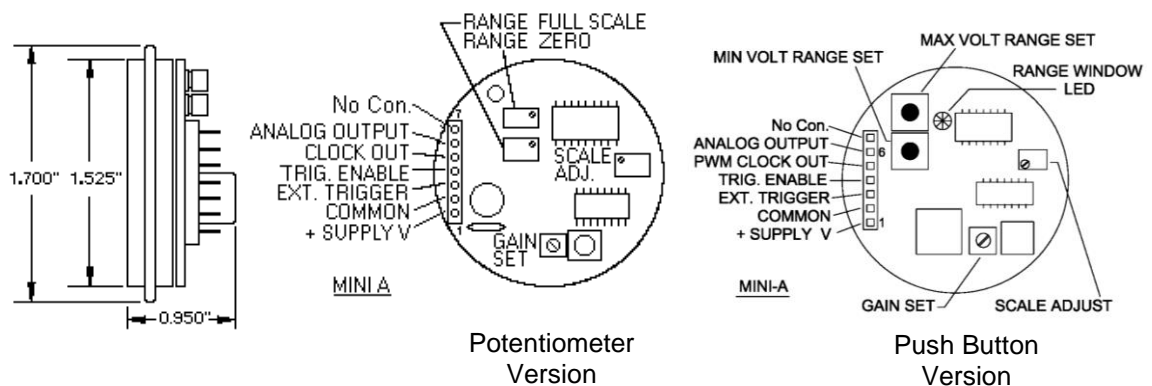 1.700"
1.525"
0.950"
RANGE FULL SCALE
RANGE ZERO
No Con.
ANALOG OUTPUT
CLOCK OUT
TRIG. ENABLE
EXT. TRIGGER
COMMON
+ SUPPLY V
7
1
SCALE
ADJ.
GAIN
SET
MINI A
Potentiometer
Version
MAX VOLT RANGE SET
MIN VOLT RANGE SET
RANGE WINDOW
LED
No Con.
ANALOG OUTPUT
PWM CLOCK OUT
TRIG. ENABLE
EXT. TRIGGER
COMMON
+ SUPPLY V
6
1
MINI-A
GAIN SET
SCALE ADJUST
Push Button
Version